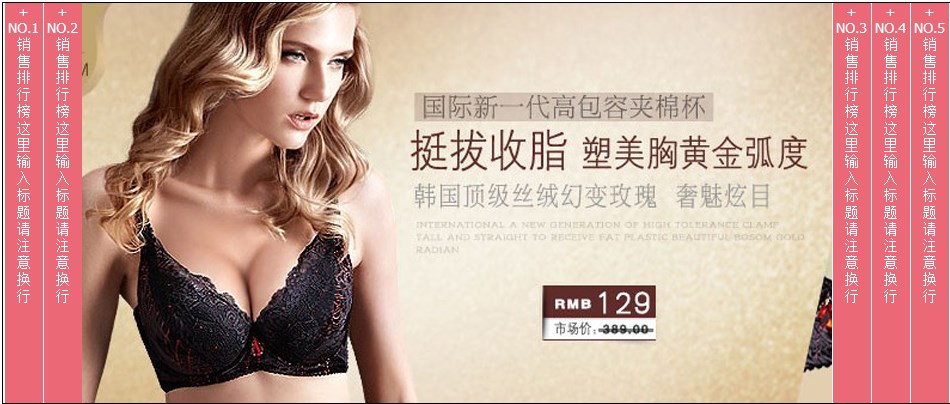 +
NO.1
销售排行榜这里输入标题请注意换行
+
NO.2
销售排行榜这里输入标题请注意换行
M
国际新一代高包容夹棉杯
挺拔收脂 塑美胸黄金弧度
韩国顶级丝绒幻变玫瑰 奢魅炫目
INTERNATIONAL A NEW GENERATION OF HIGH TOLERANCE CLAMP
TALL AND STRAIGHT TO RECEIVE FAT PLASTIC BEAUTIFUL BOSOM GOLD
RADIAN
RMB 129
市场价：389.00
+
NO.3
销售排行榜这里输入标题请注意换行
+
NO.4
销售排行榜这里输入标题请注意换行
+
NO.5
销售排行榜这里输入标题请注意换行